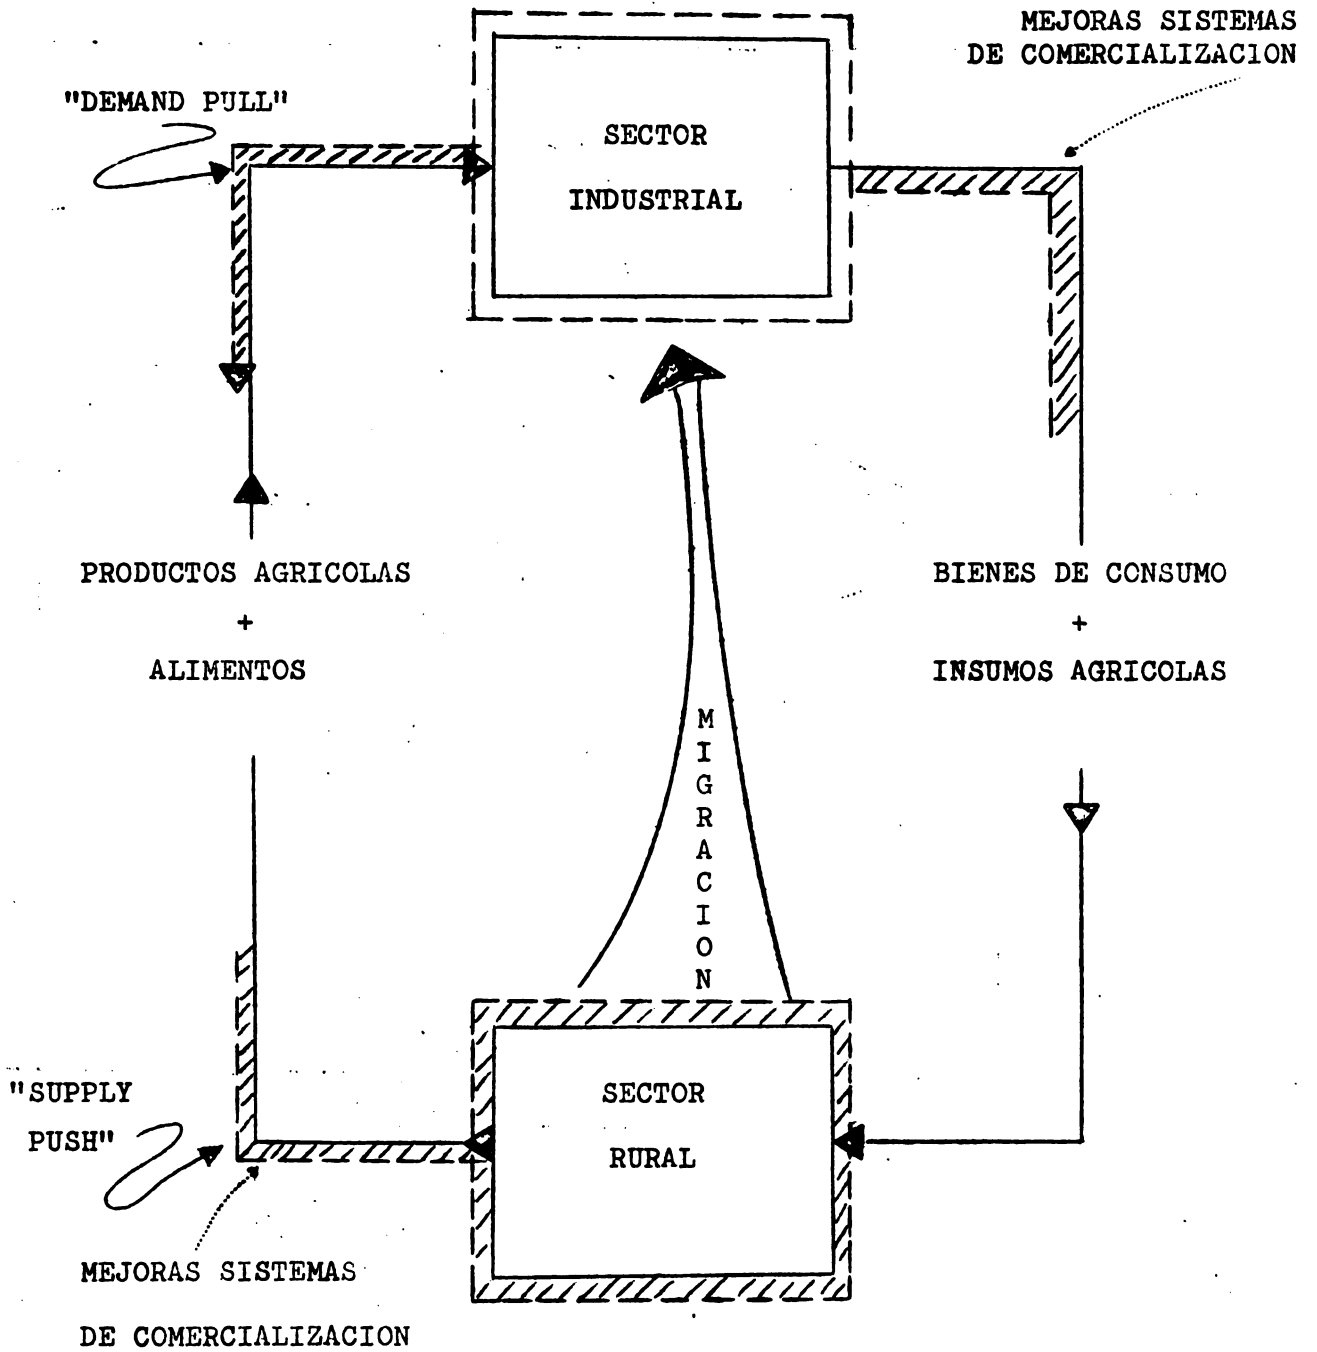 MEJORAS SISTEMAS
DE COMERCIALIZACION
"DEMAND PULL"
SECTOR
INDUSTRIAL
PRODUCTOS AGRICOLAS
+
ALIMENTOS
BIENES DE CONSUMO
+
INSUMOS AGRICOLAS
MIGRACION
"SUPPLY
PUSH"
SECTOR
RURAL
MEJORAS SISTEMAS
DE COMERCIALIZACION